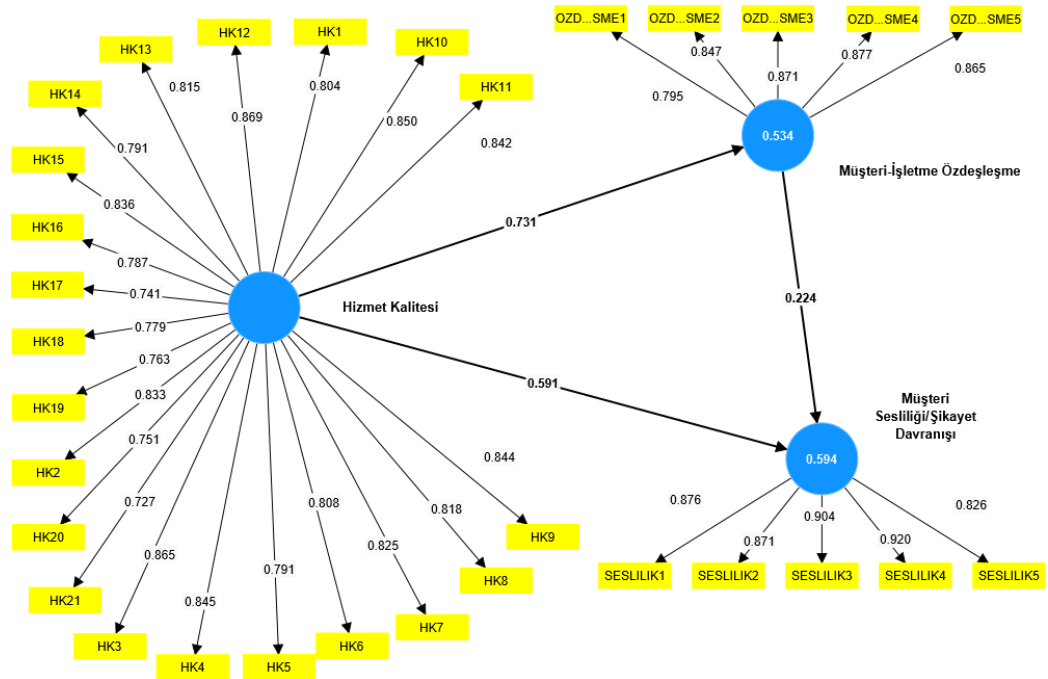 OZD...SME1
OZD...SME2
OZD...SME3
OZD...SME4
OZD...SME5
HK12
HK1
HK10
HK13
HK11
HK14
HK15
HK16
HK17
HK18
HK19
HK2
HK20
HK21
HK3
HK4
HK5
HK6
HK7
HK8
HK9
0.815
0.869
0.804
0.850
0.842
0.791
0.836
0.787
0.741
0.779
0.763
0.833
0.751
0.727
0.865
0.845
0.791
0.808
0.825
0.818
0.844
Hizmet Kalitesi
0.731
0.591
0.795
0.847
0.871
0.877
0.865
0.534
Müşteri-İşletme Özdeşleşme
0.224
Müşteri
Sesliliği/Şikayet
Davranışı
0.594
0.876
0.871
0.904
0.920
0.826
SESLILIK1
SESLILIK2
SESLILIK3
SESLILIK4
SESLILIK5